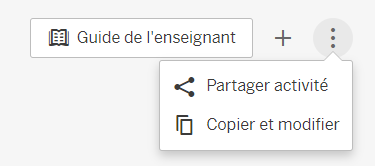 Guide de l'enseignant
Partager activité
Copier et modifier